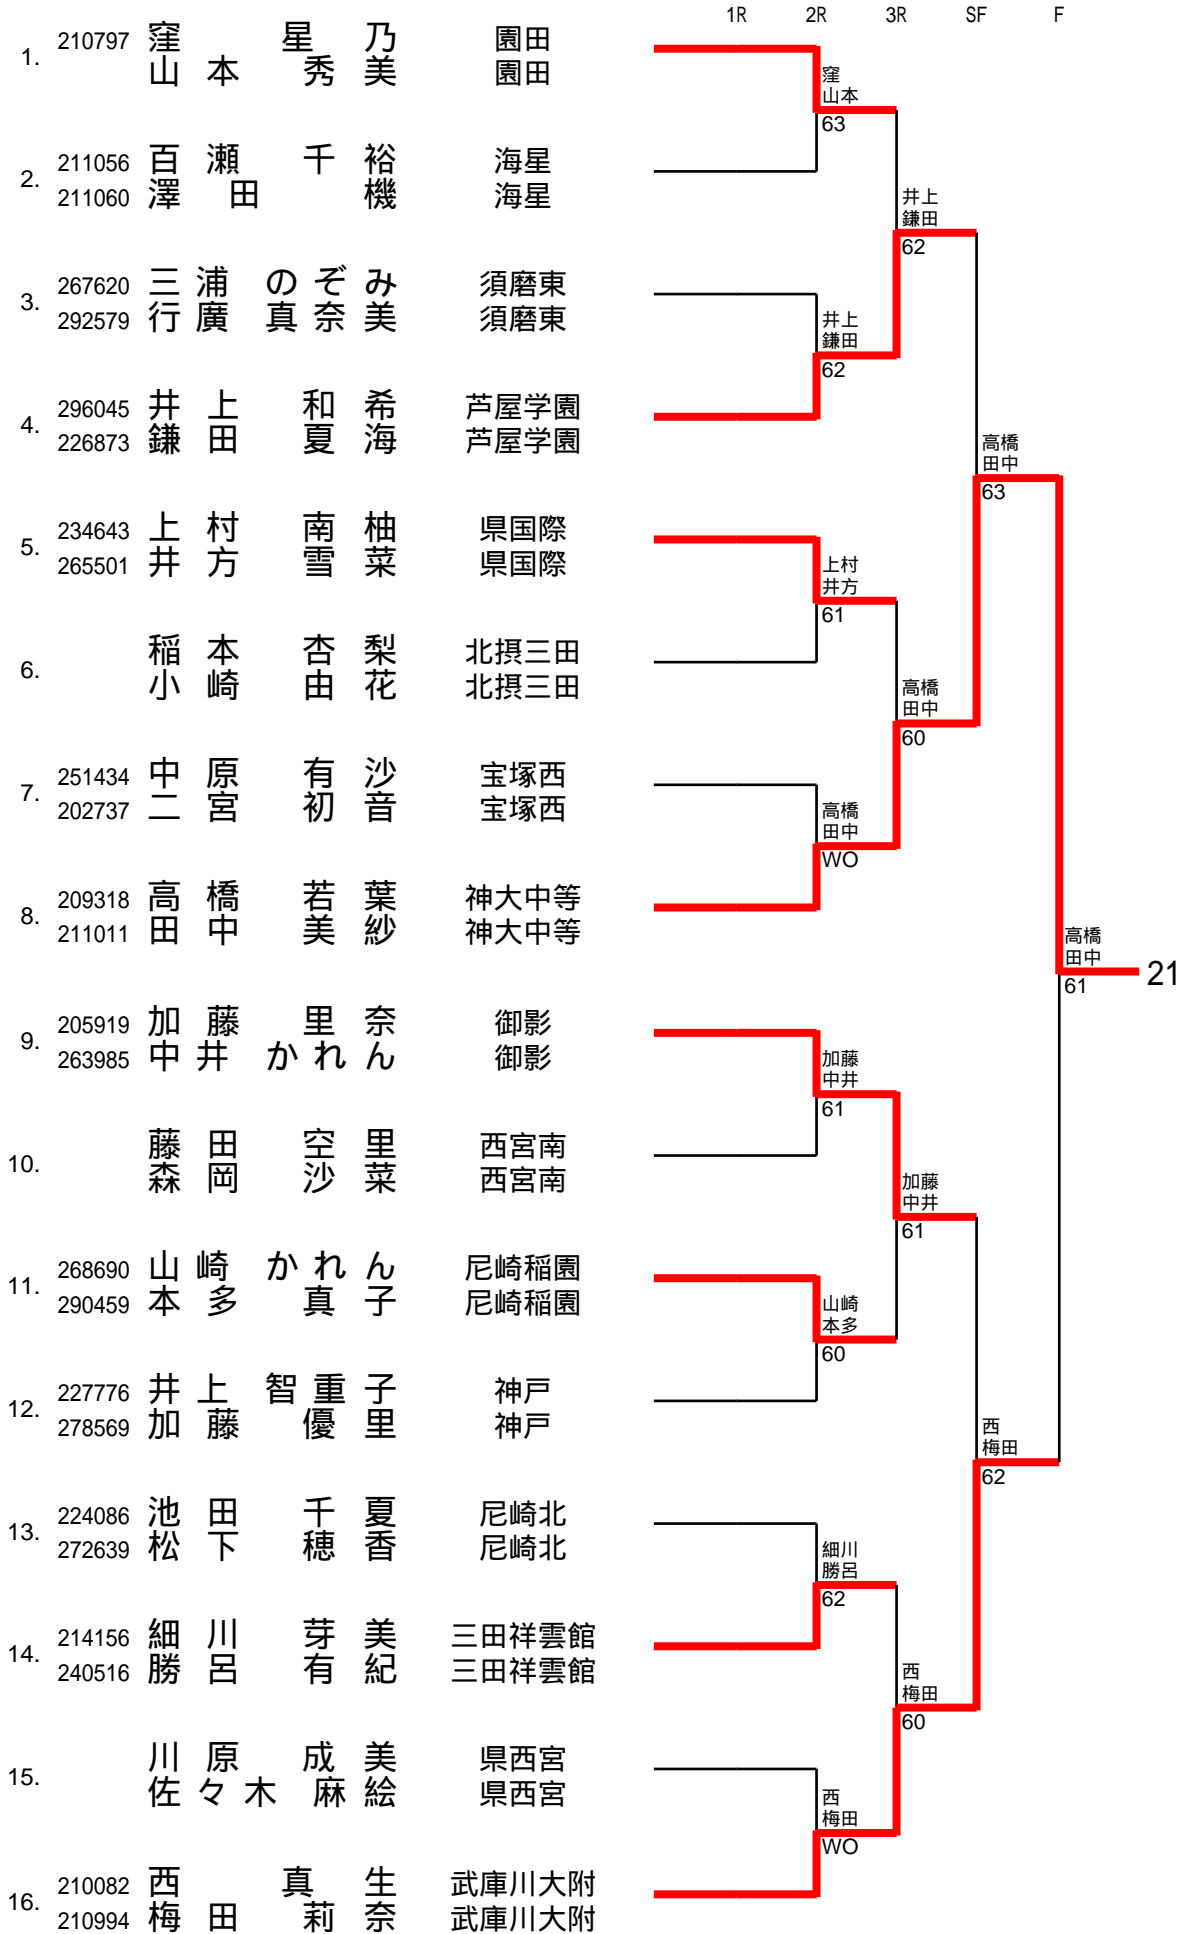 1R 2R 3R SF F
1. 210797 窪 星乃 園田
山本 秀美 園田
窪
山本
63
2. 211056 百瀬 千裕 海星
211060 澤田 機 海星
井上
鎌田
62
3. 267620 三浦 のぞみ 須磨東
292579 行廣 真奈美 須磨東
井上
鎌田
62
4. 296045 井上 和希 芦屋学園
226873 鎌田 夏海 芦屋学園
高橋
田中
63
5. 234643 上村 南柚 県国際
265501 井方 雪菜 県国際
上村
井方
61
6. 稲本 杏梨 北摂三田
小崎 由花 北摂三田
高橋
田中
60
7. 251434 中原 有沙 宝塚西
202737 二宮 初音 宝塚西
高橋
田中
WO
8. 209318 高橋 若葉 神大中等
211011 田中 美紗 神大中等
高橋
田中
61
21
9. 205919 加藤 里奈 御影
263985 中井 かれん 御影
加藤
中井
61
10. 藤田 空里 西宮南
森岡 沙菜 西宮南
加藤
中井
61
11. 268690 山崎 かれん 尼崎稲園
290459 本多 真子 尼崎稲園
山崎
本多
60
12. 227776 井上 智重子 神戸
278569 加藤 優里 神戸
西
梅田
62
13. 224086 池田 千夏 尼崎北
272639 松下 穂香 尼崎北
細川
勝呂
62
14. 214156 細川 芽美 三田祥雲館
240516 勝呂 有紀 三田祥雲館
西
梅田
60
15. 川原 成美 県西宮
佐々木 麻絵 県西宮
西
梅田
WO
16. 210082 西 真生 武庫川大附
210994 梅田 莉奈 武庫川大附